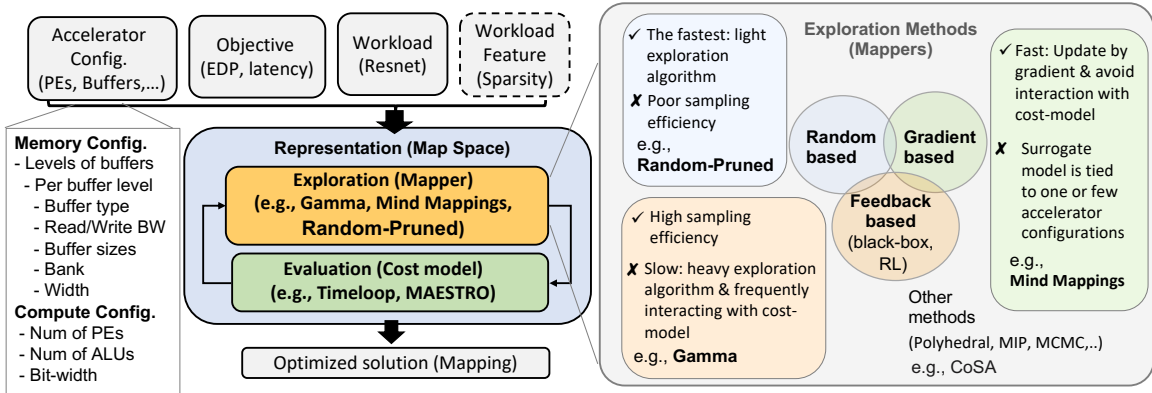 Accelerator
Config.
(PEs, Buffers,...)
Objective
(EDP, latency)
Workload
(Resnet)
Workload
Feature
(Sparsity)
Memory Config.
- Levels of buffers
- Per buffer level
- Buffer type
- Read/Write BW
- Buffer sizes
- Bank
- Width
Compute Config.
- Num of PEs
- Num of ALUs
- Bit-width
Representation (Map Space)
Exploration (Mapper)
(e.g., Gamma, Mind Mappings,
Random-Pruned)
Evaluation (Cost model)
(e.g., Timeloop, MAESTRO)
Optimized solution (Mapping)
Exploration Methods
(Mappers)
✓ The fastest: light
exploration
algorithm
✗ Poor sampling
efficiency
e.g.,
Random-Pruned
Random
based
Gradient
based
Feedback
based
(black-box,
RL)
✓ High sampling
efficiency
✗ Slow: heavy exploration
algorithm & frequently
interacting with cost-
model
e.g., Gamma
✓ Fast: Update by
gradient & avoid
interaction with
cost-model
✗ Surrogate
model is tied
to one or few
accelerator
configurations
e.g.,
Mind Mappings
Other
methods
(Polyhedral, MIP, MCMC,..)
e.g., CoSA